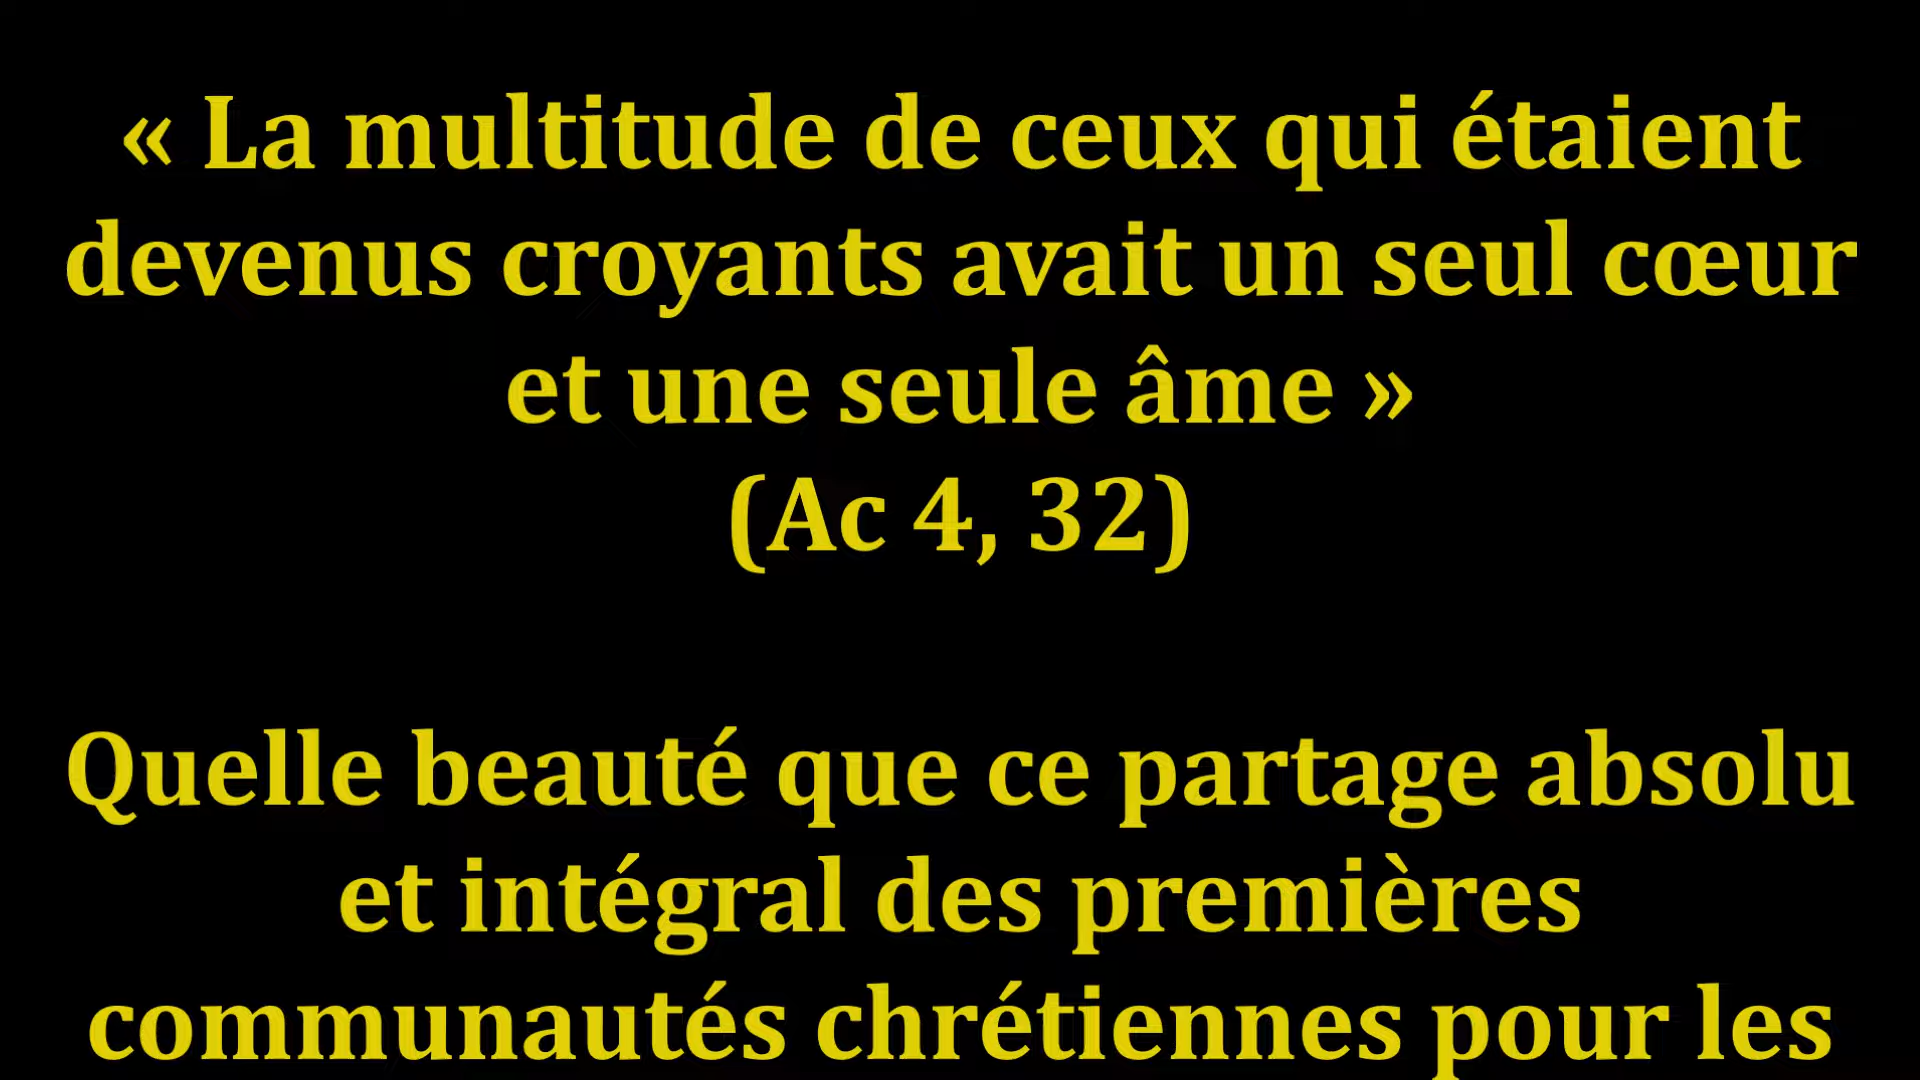 « La multitude de ceux qui étaient
devenus croyants avait un seul cœur
et une seule âme »
(Ac 4, 32)
Quelle beauté que ce partage absolu
et intégral des premières
communautés chrétiennes pour les